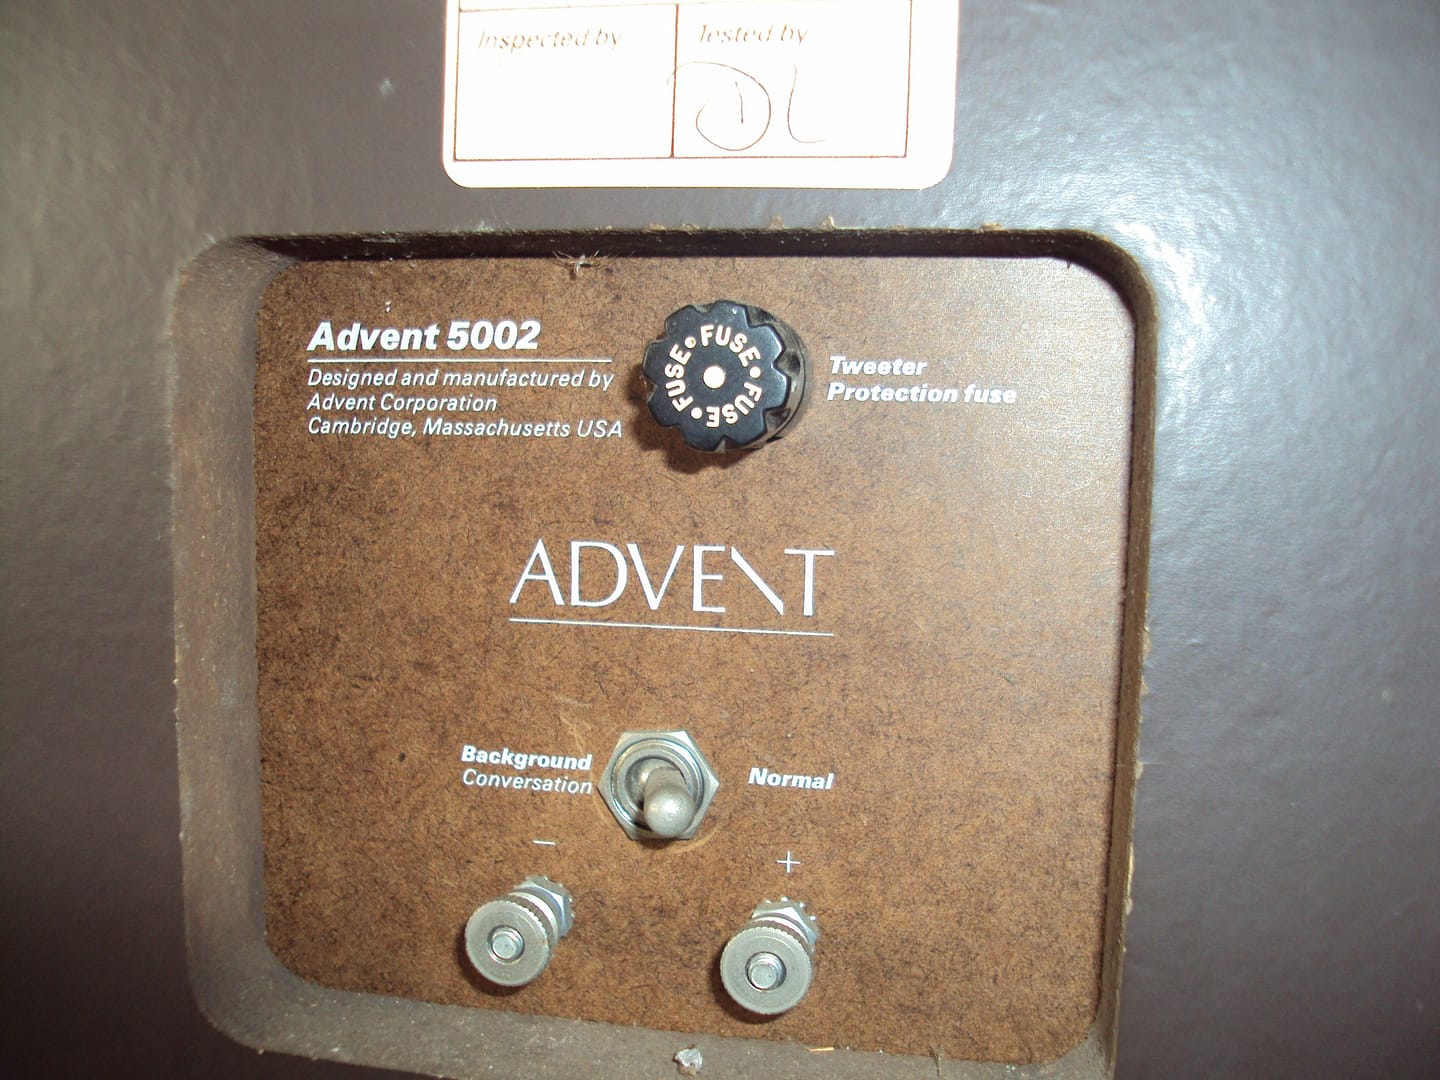 Inspected by
Tested by
DL
Advent 5002
Designed and manufactured by
Advent Corporation
Cambridge, Massachusetts USA
FUSE • FUSE • FUSE • FUSE •
Tweeter
Protection fuse
ADVENT
Background
Conversation
Normal
−
+